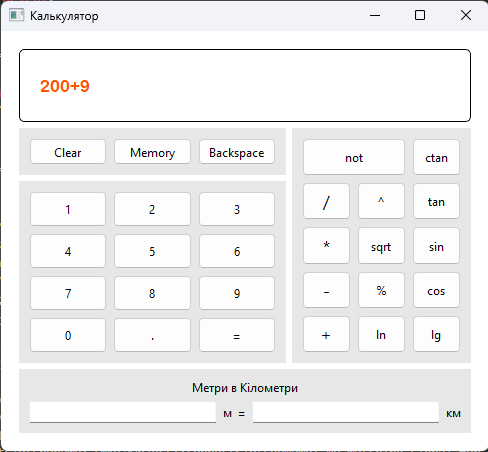 Калькулятор
200+9
Clear Memory Backspace
not ctan
1 2 3
/ ^ tan
4 5 6
* sqrt sin
7 8 9
- % cos
0 . =
+ ln lg
Метри в Кілометри
м = км